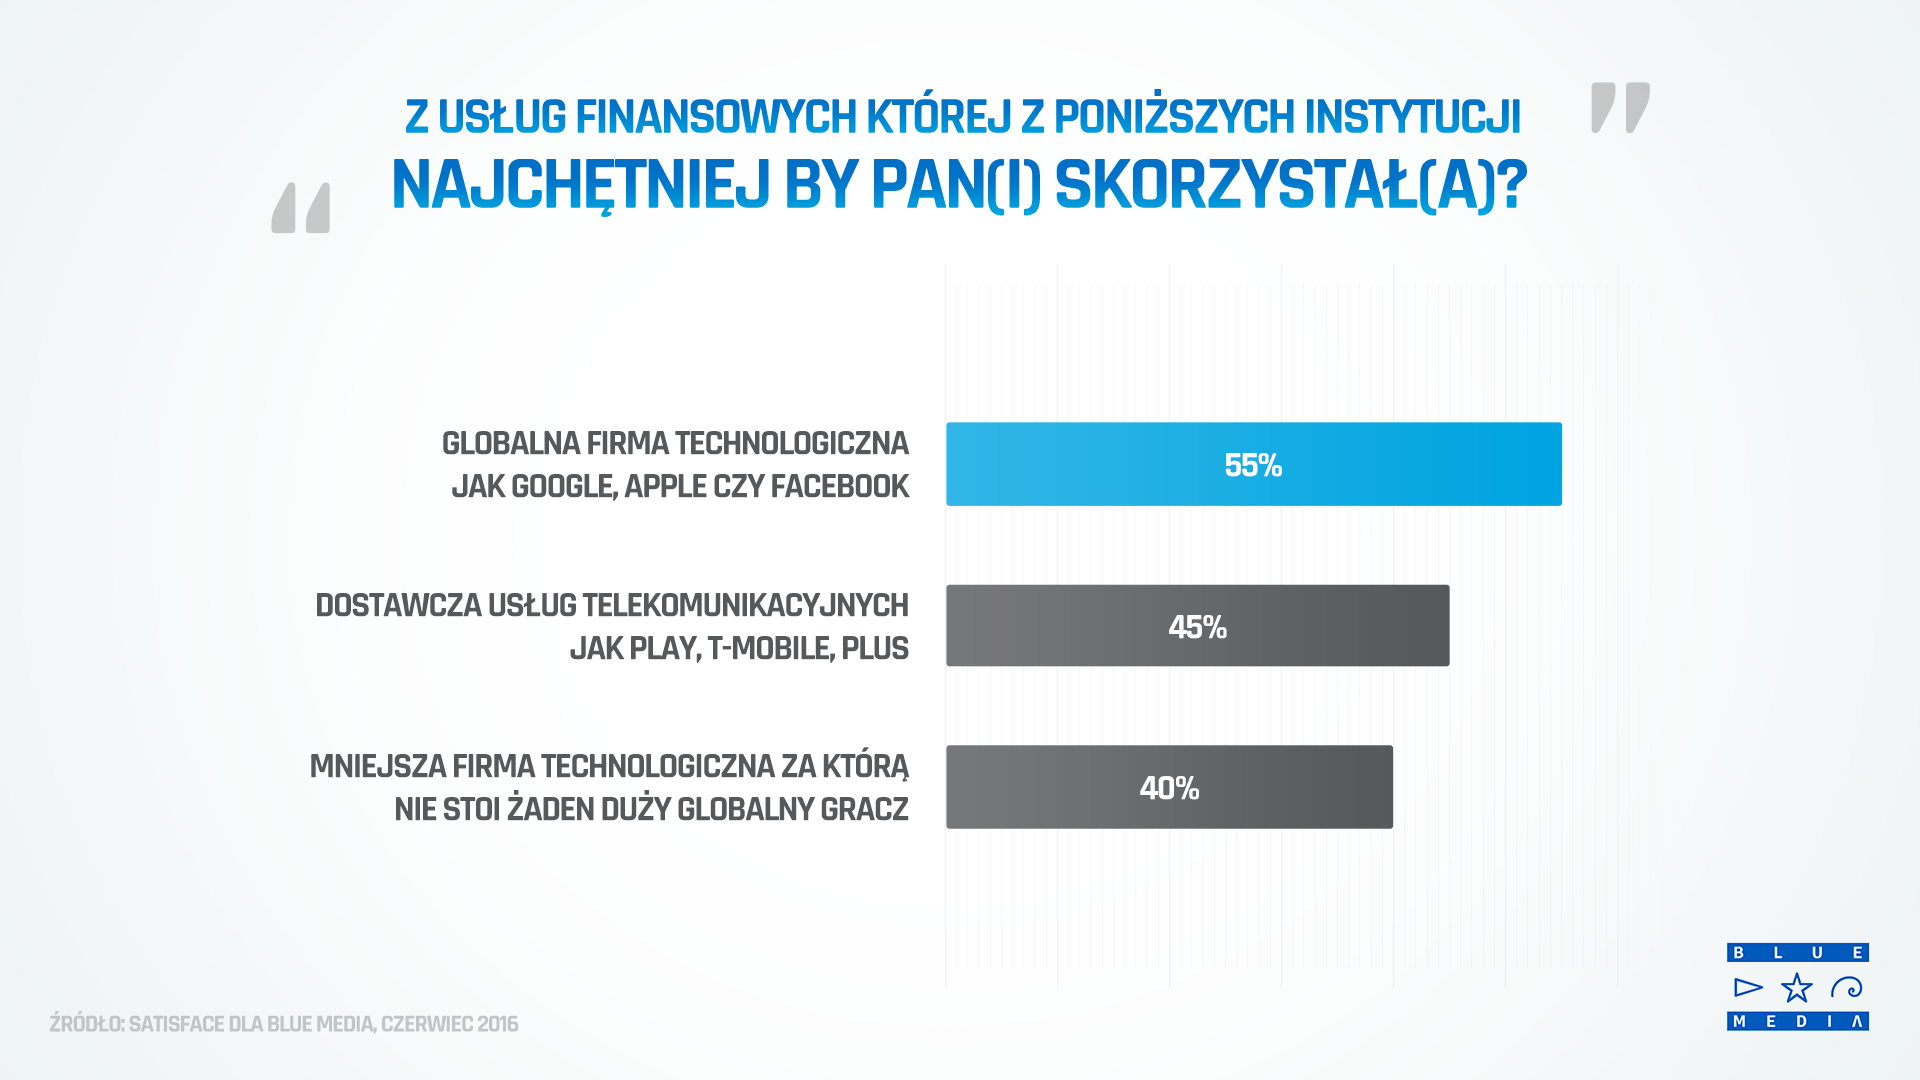 Z USŁUG FINANSOWYCH KTÓREJ Z PONIŻSZYCH INSTYTUCJI
NAJCHĘTNIEJ BY PAN(I) SKORZYSTAŁ(A)?
GLOBALNA FIRMA TECHNOLOGICZNA
JAK GOOGLE, APPLE CZY FACEBOOK
55%
DOSTAWCZA USŁUG TELEKOMUNIKACYJNYCH
JAK PLAY, T-MOBILE, PLUS
45%
MNIEJSZA FIRMA TECHNOLOGICZNA ZA KTÓRĄ
NIE STOI ŻADEN DUŻY GLOBALNY GRACZ
40%
ŹRÓDŁO: SATISFACE DLA BLUE MEDIA, CZERWIEC 2016
BLUE
MEDIA